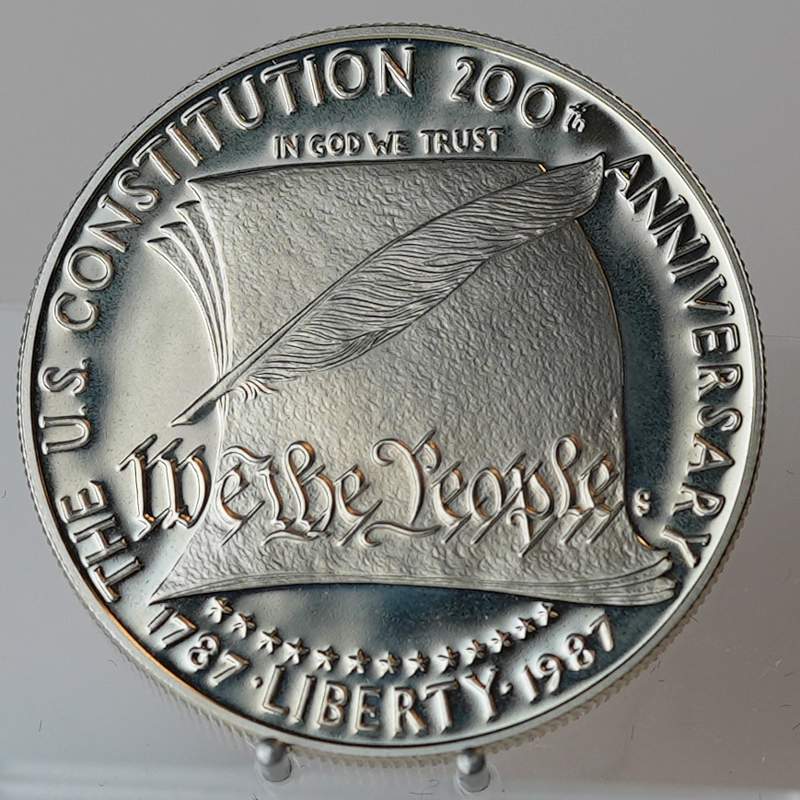 THE U.S. CONSTITUTION 200th ANNIVERSARY
IN GOD WE TRUST
We the People
S
1787 · LIBERTY · 1987